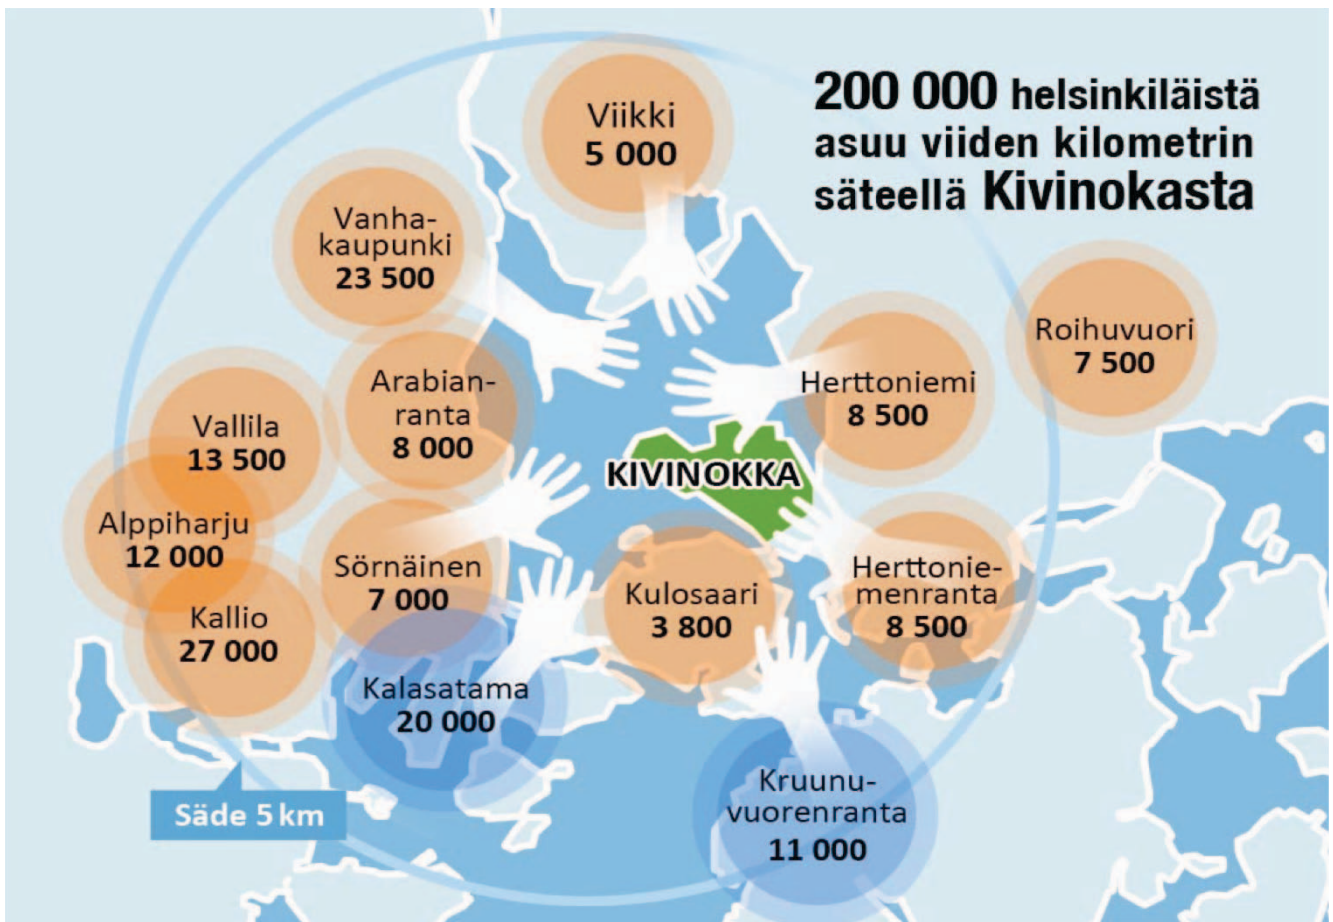 200 000 helsinkiläistä
asuu viiden kilometrin
säteellä Kivinokasta
Viikki
5 000
Vanha-
kaupunki
23 500
Roihuvuori
7 500
Arabian-
ranta
8 000
Herttoniemi
8 500
Vallila
13 500
KIVINOKKA
Alppiharju
12 000
Sörnäinen
7 000
Kulosaari
3 800
Herttonie-
menranta
8 500
Kallio
27 000
Kalasatama
20 000
Kruunu-
vuorenranta
11 000
Säde 5 km